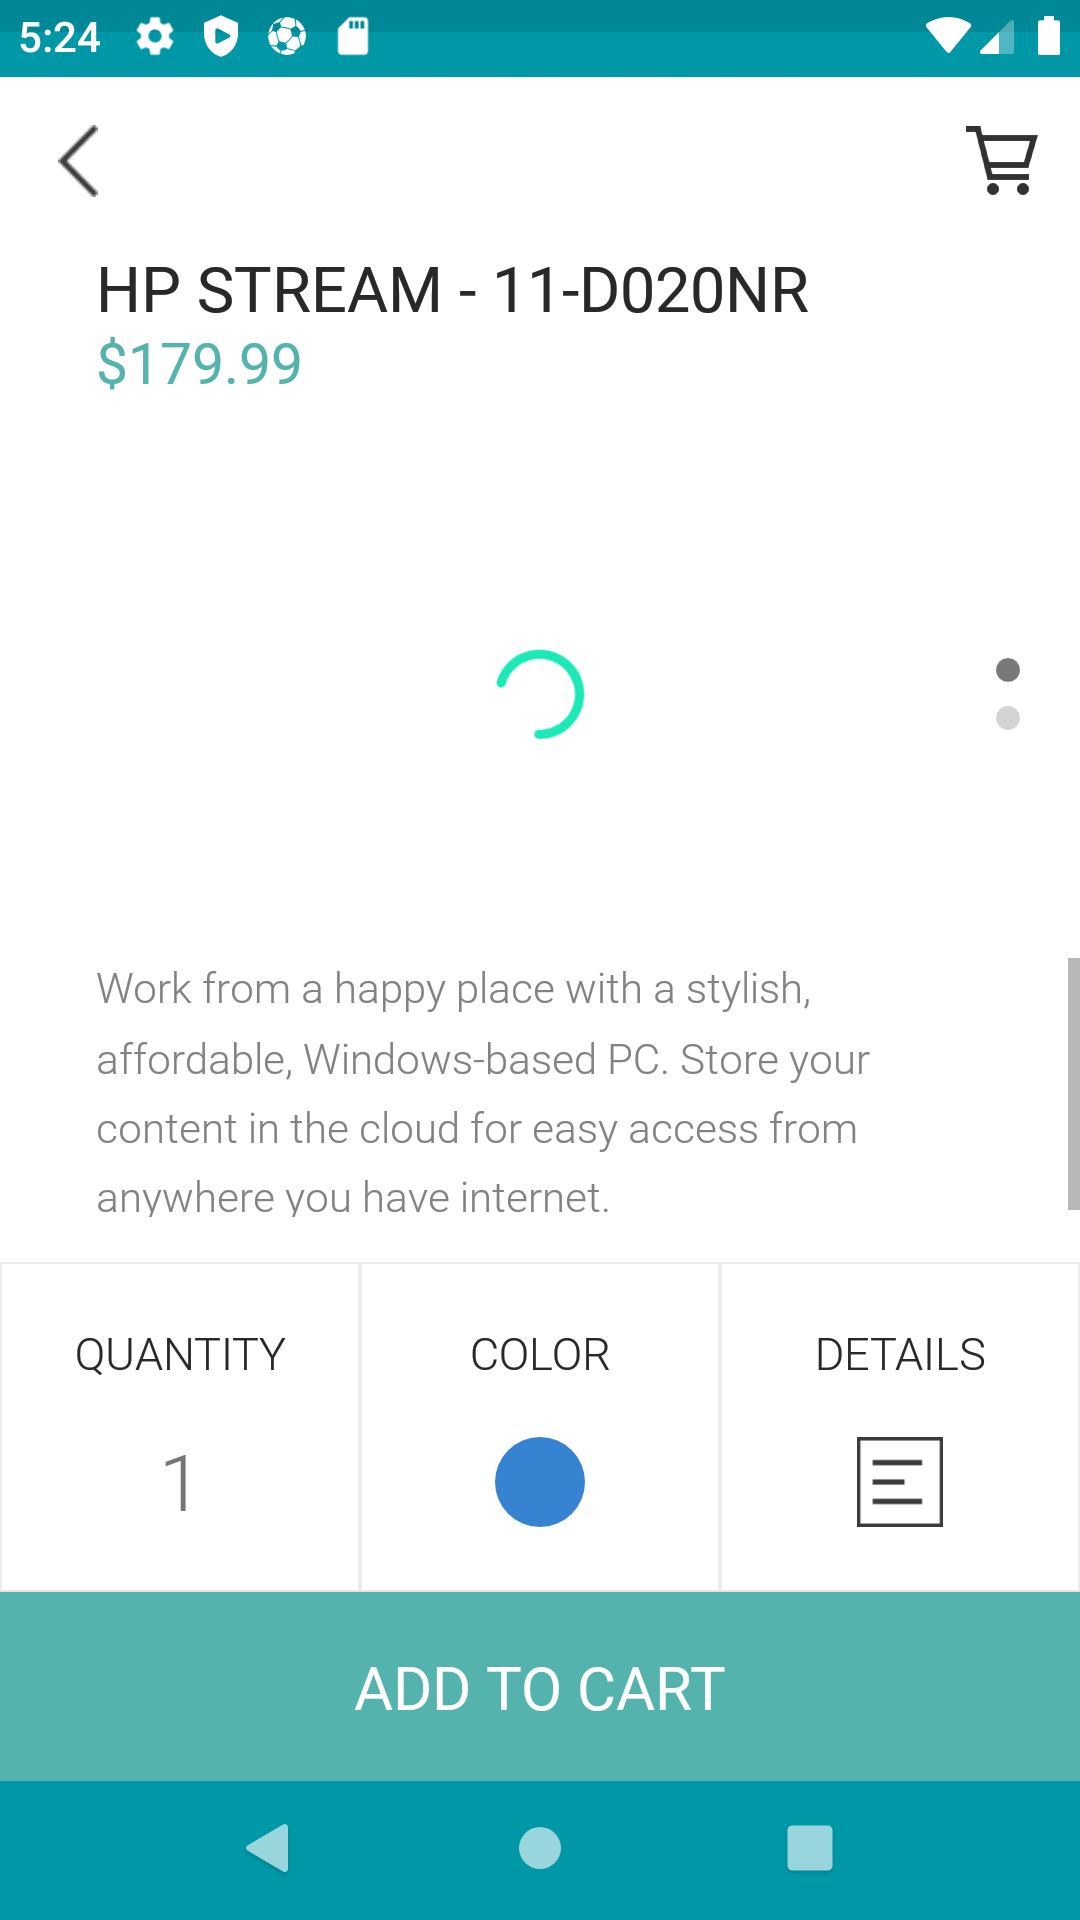 5:24
HP STREAM - 11-D020NR
$179.99
Work from a happy place with a stylish,
affordable, Windows-based PC. Store your
content in the cloud for easy access from
anywhere you have internet.
QUANTITY
COLOR
DETAILS
1
ADD TO CART